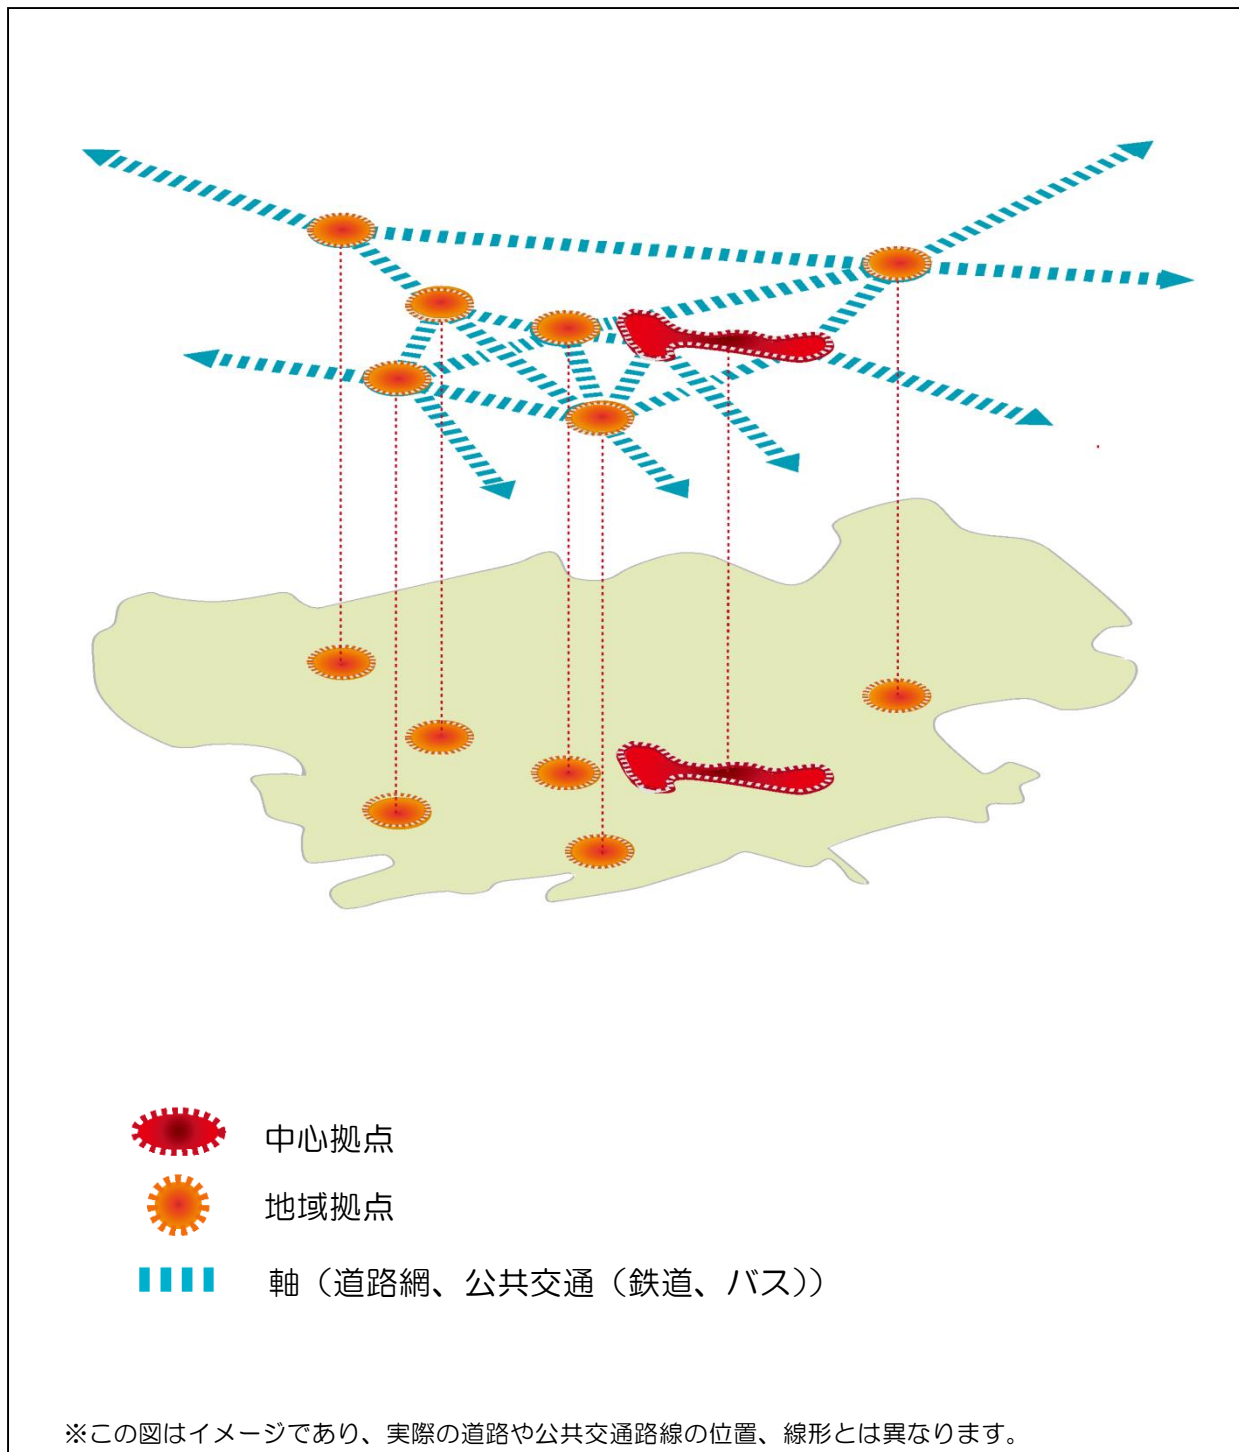 中心拠点
地域拠点
軸（道路網、公共交通（鉄道、バス））
※この図はイメージであり、実際の道路や公共交通路線の位置、線形とは異なります。